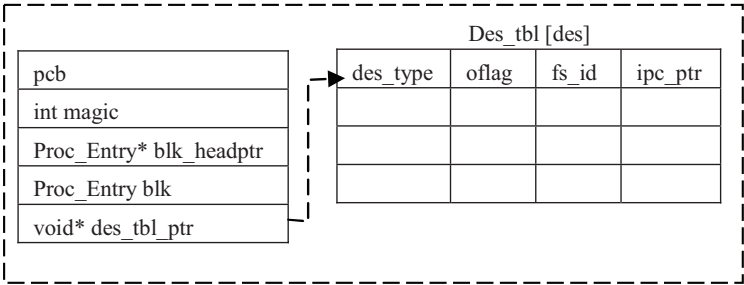 Des_tbl [des]
pcb
int magic
Proc_Entry* blk_headptr
Proc_Entry blk
void* des_tbl_ptr
des_type oflag fs_id ipc_ptr